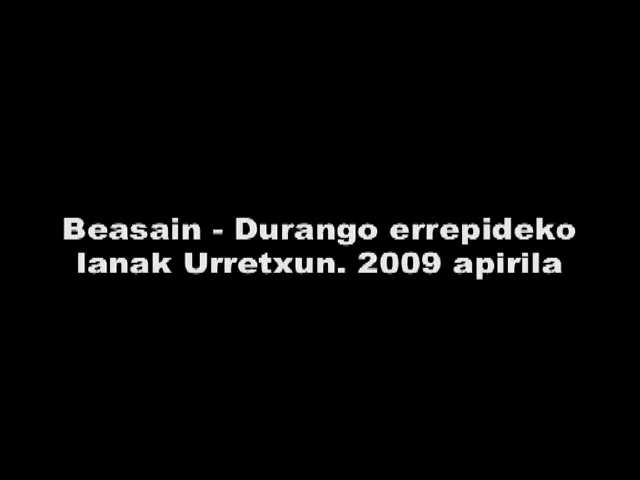 Beasain - Durango errepideko
lanak Urretxun. 2009 apirila